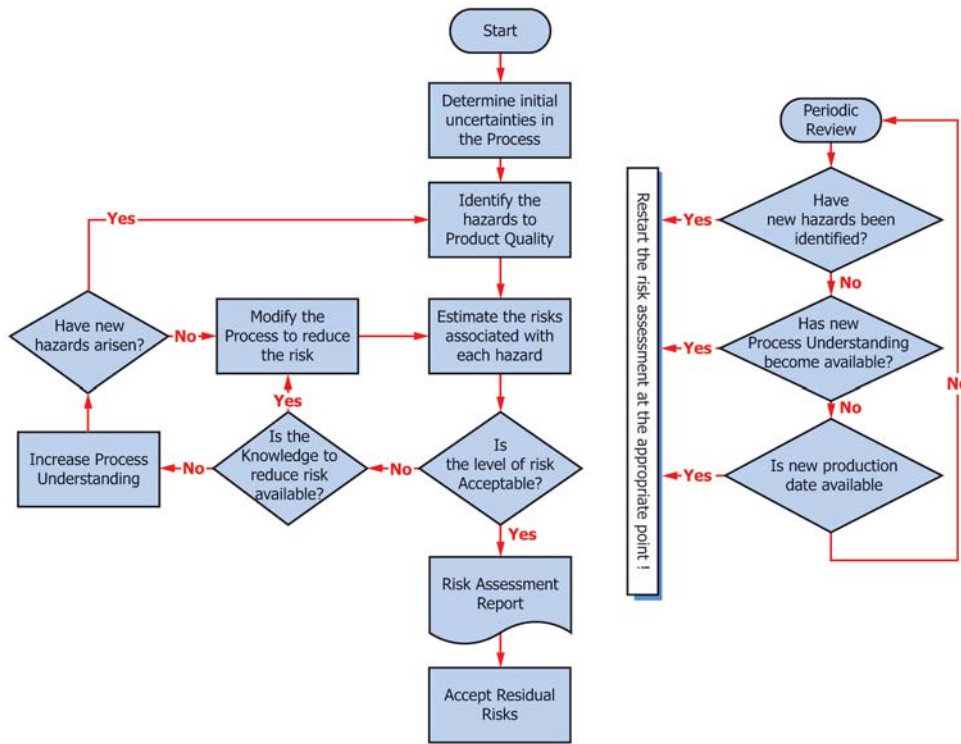 Start
Determine initial
uncertainties in
the Process
Identify the
hazards to
Product Quality
Yes
Have new
hazards arisen?
No
Modify the
Process to reduce
the risk
Estimate the risks
associated with
each hazard
Yes
Increase Process
Understanding
No
Is the
Knowledge to
reduce risk
available?
No
Is
the level of risk
Acceptable?
Yes
Risk Assessment
Report
Accept Residual
Risks
Restart the risk assessment at the appropriate point !
Periodic
Review
Have
new hazards been
identified?
Yes
No
Has new
Process Understanding
become available?
Yes
No
Is new production
date available
Yes
No